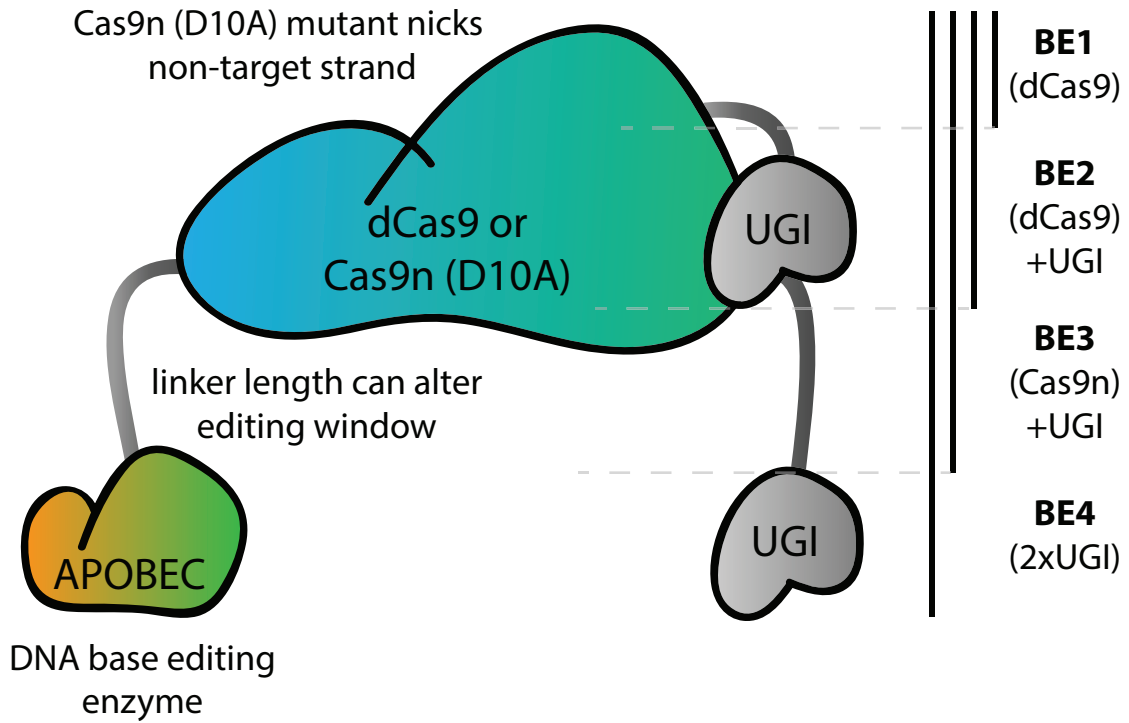 Cas9n (D10A) mutant nicks
non-target strand
dCas9 or
Cas9n (D10A)
UGI
linker length can alter
editing window
APOBEC
UGI
DNA base editing
enzyme
BE1
(dCas9)
BE2
(dCas9)
+UGI
BE3
(Cas9n)
+UGI
BE4
(2xUGI)